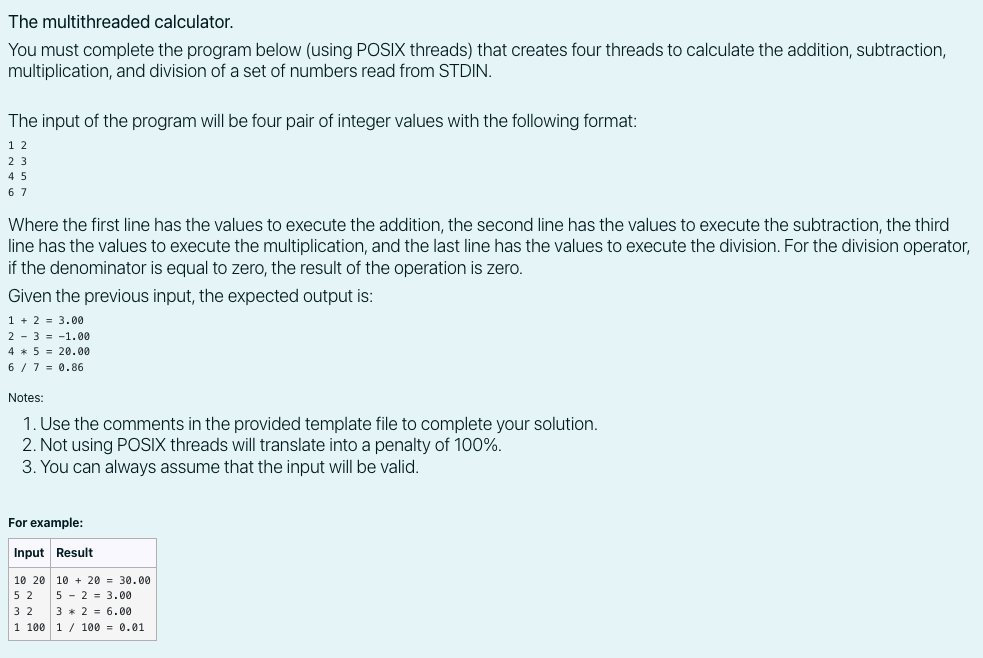 The multithreaded calculator.
You must complete the program below (using POSIX threads) that creates four threads to calculate the addition, subtraction,
multiplication, and division of a set of numbers read from STDIN.
The input of the program will be four pair of integer values with the following format:
1 2
2 3
4 5
6 7
Where the first line has the values to execute the addition, the second line has the values to execute the subtraction, the third
line has the values to execute the multiplication, and the last line has the values to execute the division. For the division operator,
if the denominator is equal to zero, the result of the operation is zero.
Given the previous input, the expected output is:
1 + 2 = 3.00
2 - 3 = -1.00
4 * 5 = 20.00
6 / 7 = 0.86
Notes:
1. Use the comments in the provided template file to complete your solution.
2. Not using POSIX threads will translate into a penalty of 100%.
3. You can always assume that the input will be valid.
For example:
Input Result
10 20 10 + 20 = 30.00
5 2 5 - 2 = 3.00
3 2 3 * 2 = 6.00
1 100 1 / 100 = 0.01